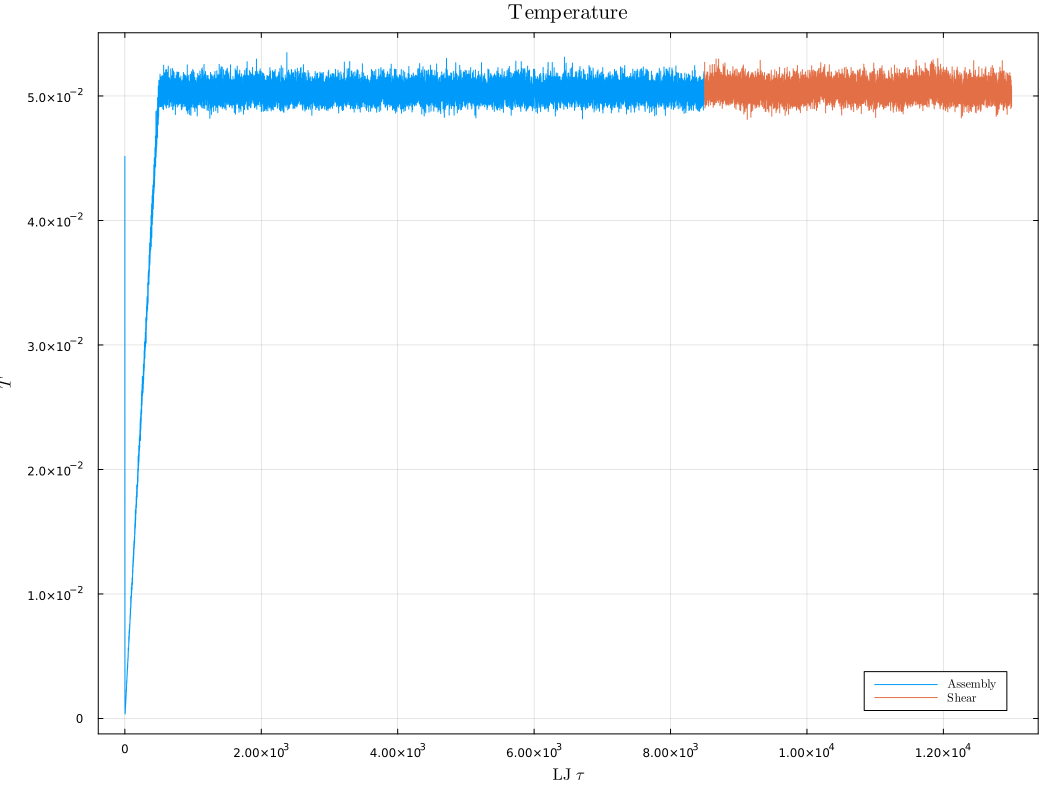 Temperature
5.0×10⁻²
4.0×10⁻²
3.0×10⁻²
2.0×10⁻²
1.0×10⁻²
0
T
0 2.00×10³ 4.00×10³ 6.00×10³ 8.00×10³ 1.00×10⁴ 1.20×10⁴
LJ τ
Assembly
Shear